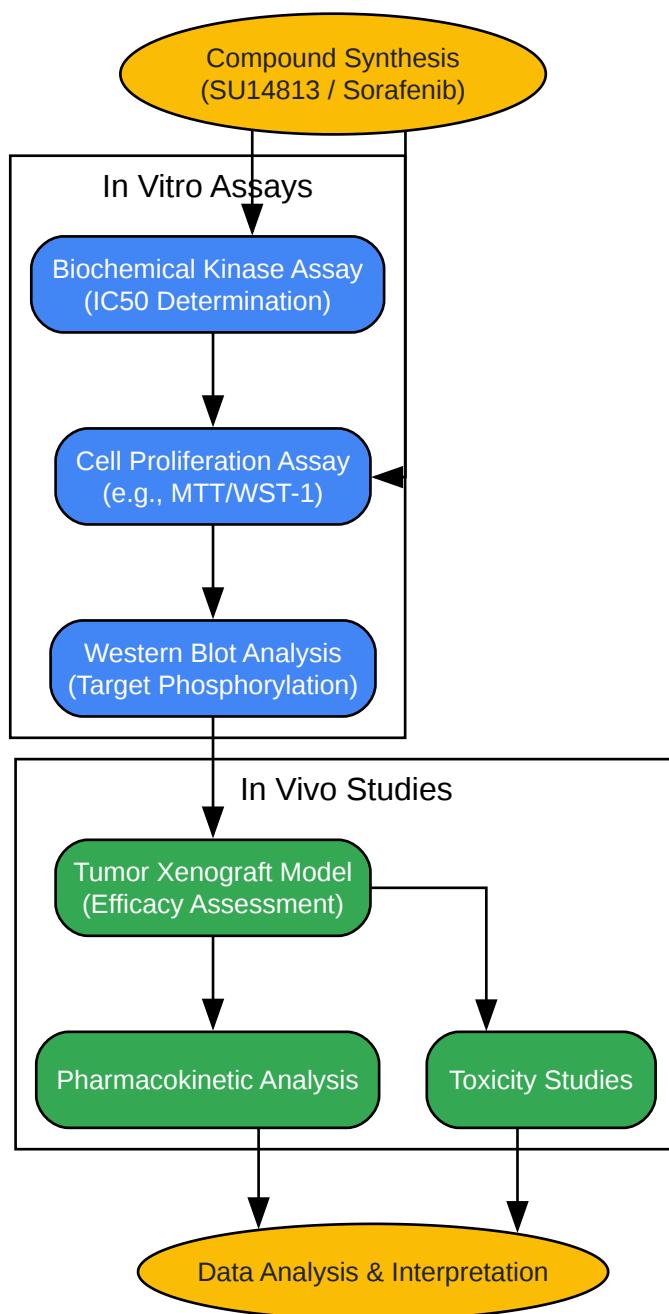 Compound Synthesis
(SU14813 / Sorafenib)
In Vitro Assays
Biochemical Kinase Assay
(IC50 Determination)
Cell Proliferation Assay
(e.g., MTT/WST-1)
Western Blot Analysis
(Target Phosphorylation)
In Vivo Studies
Tumor Xenograft Model
(Efficacy Assessment)
Pharmacokinetic Analysis
Toxicity Studies
Data Analysis & Interpretation